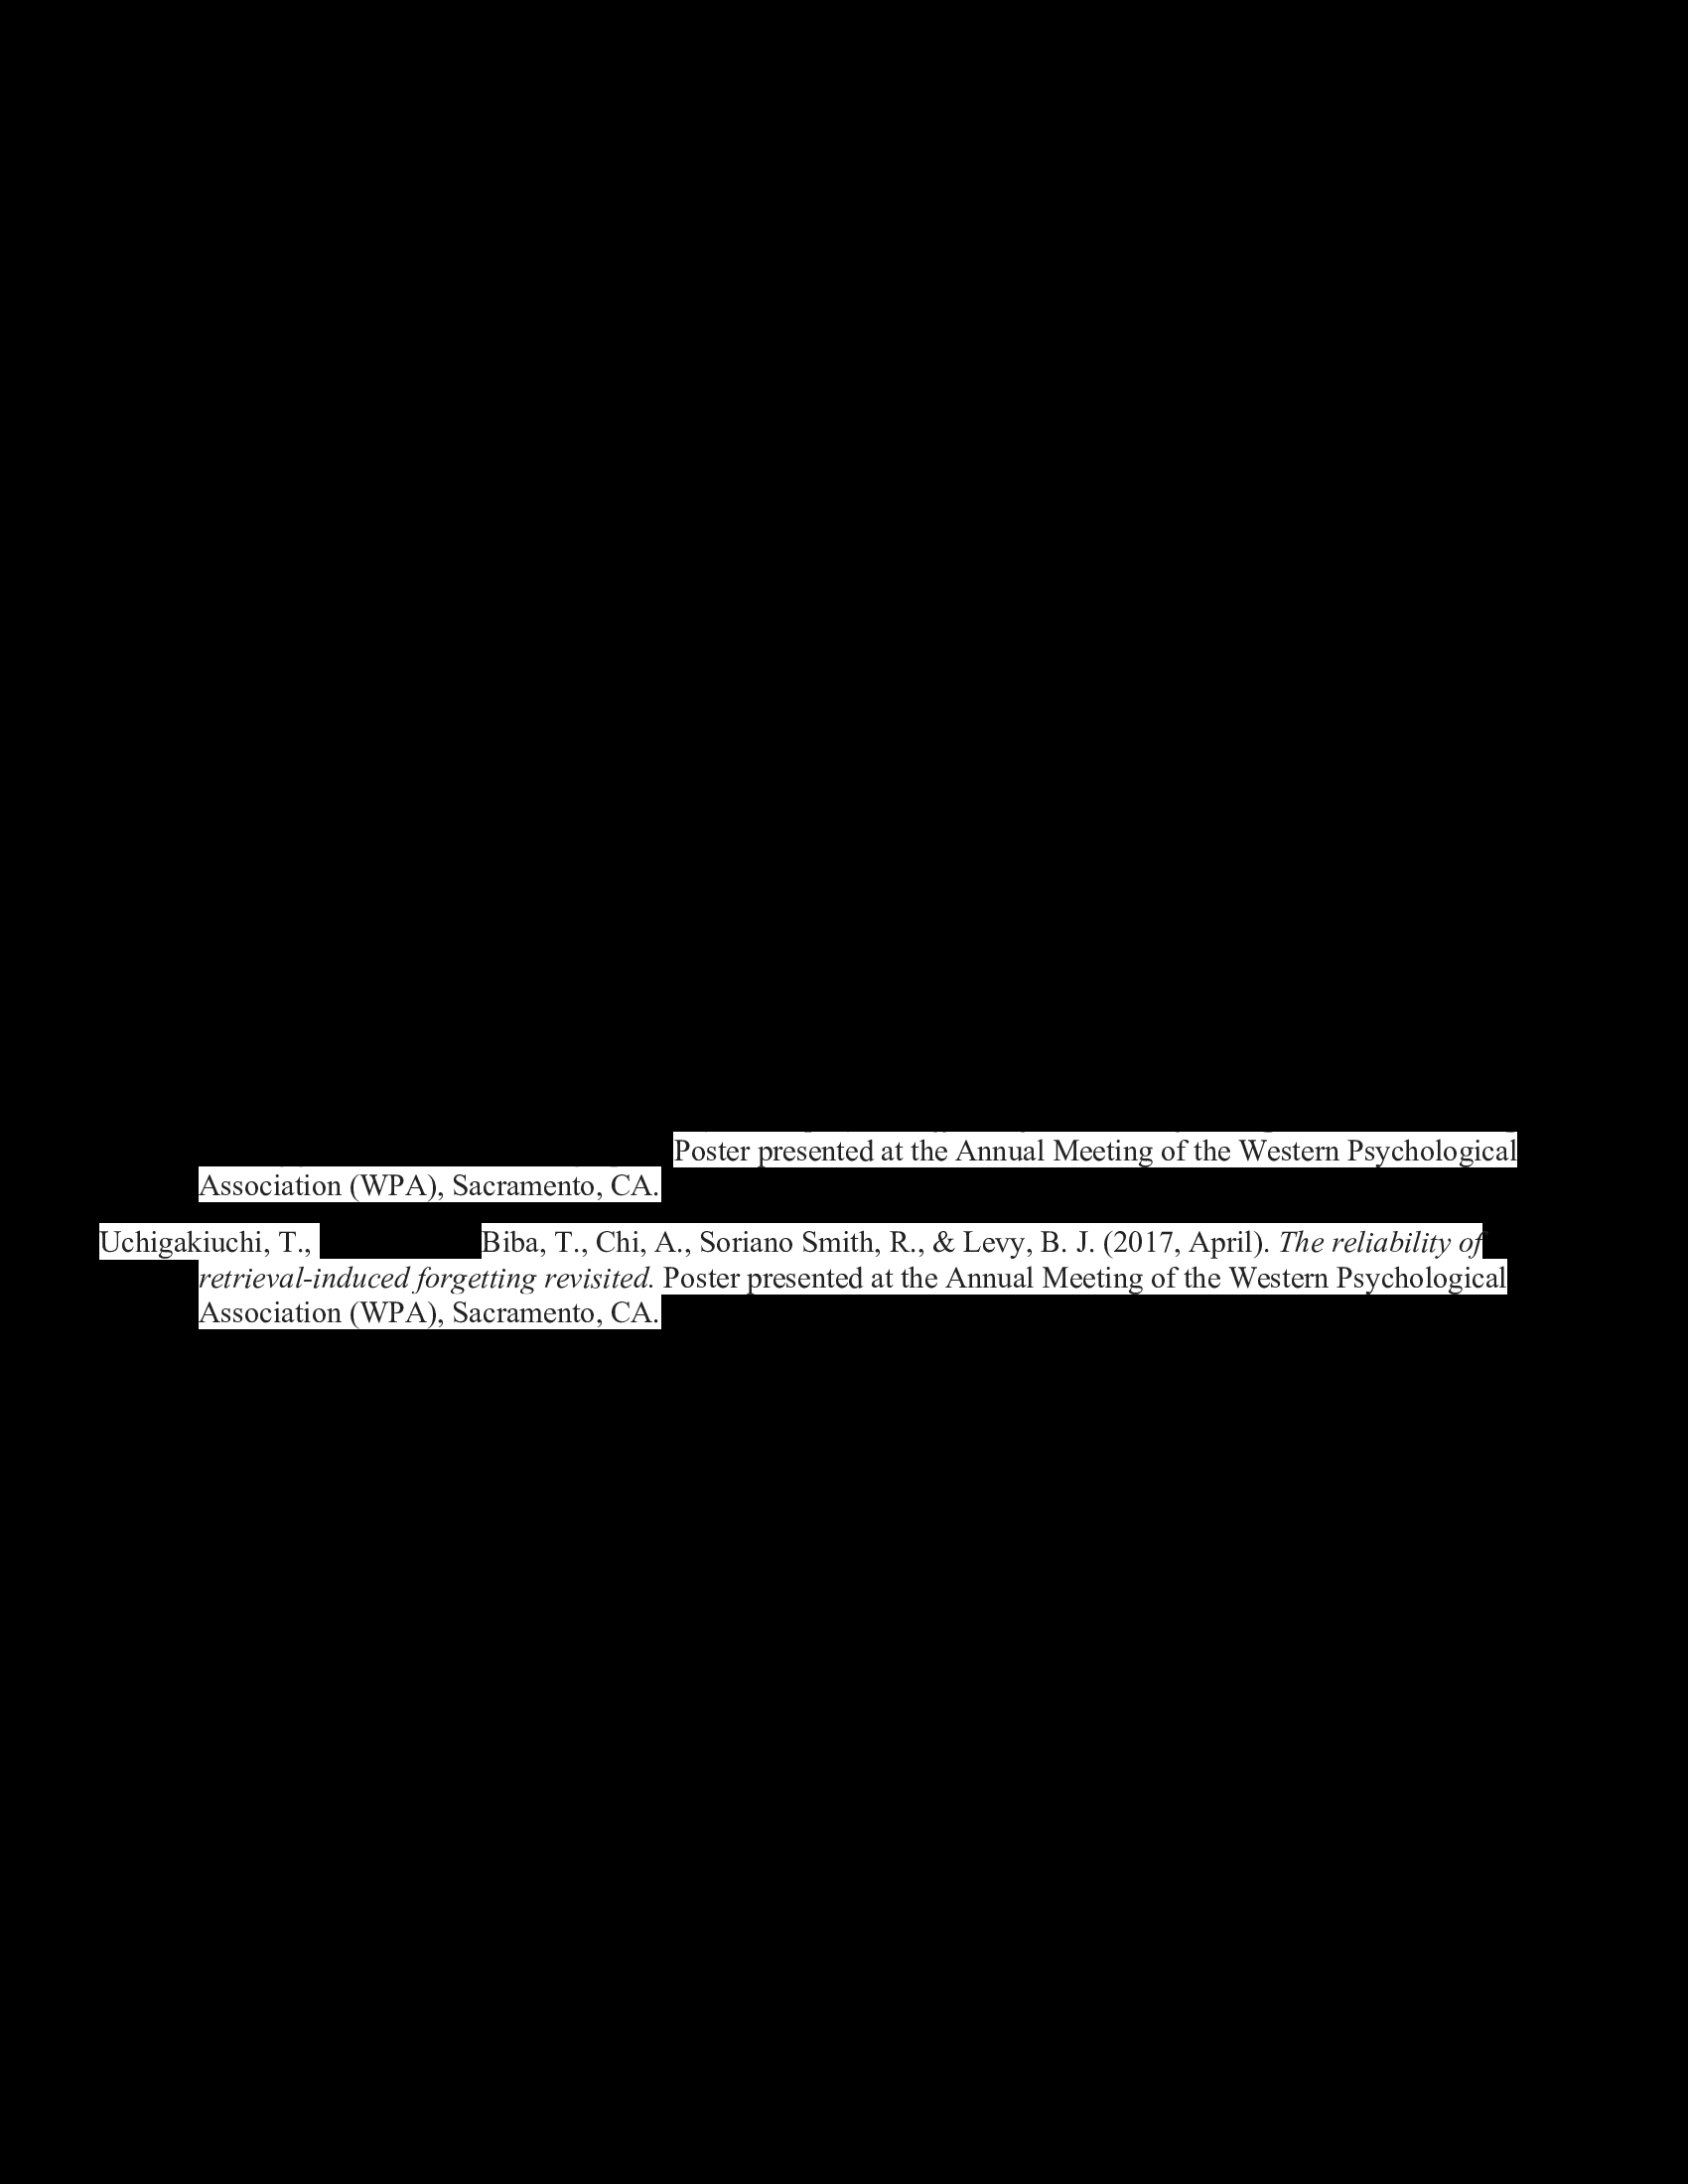 Poster presented at the Annual Meeting of the Western Psychological
Association (WPA), Sacramento, CA.
Uchigakiuchi, T., Biba, T., Chi, A., Soriano Smith, R., & Levy, B. J. (2017, April). The reliability of
retrieval-induced forgetting revisited. Poster presented at the Annual Meeting of the Western Psychological
Association (WPA), Sacramento, CA.